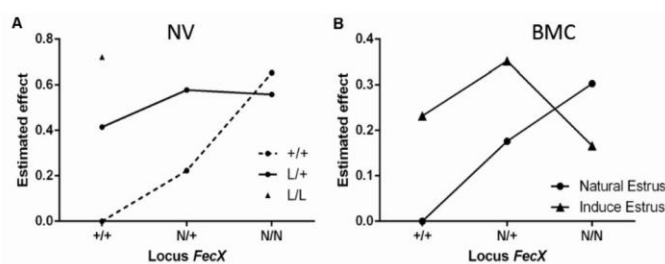 A
NV
0.8
0.6
0.4
0.2
0.0
Estimated effect
+/+
L/+
L/L
+/+ N/+ N/N
Locus FecX
B
BMC
0.4
0.3
0.2
0.1
0.0
Estimated effect
Natural Estrus
Induce Estrus
+/+ N/+ N/N
Locus FecX